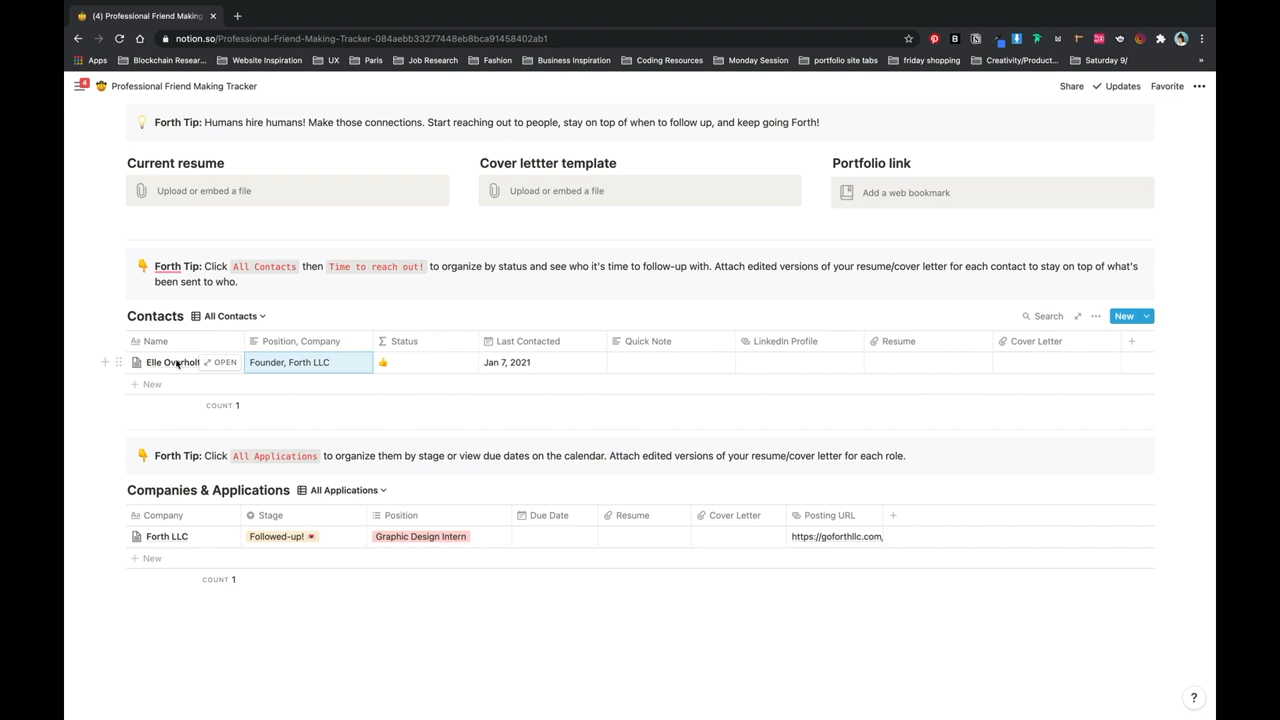 (4) Professional Friend Making
notion.so/Professional-Friend-Making-Tracker-084aebb33277448eb8bca91458402ab1
Apps Blockchain Resear... Website Inspiration UX Paris Job Research Fashion Business Inspiration Coding Resources Monday Session portfolio site tabs friday shopping Creativity/Product... Saturday 9/ »
4 Professional Friend Making Tracker Share Updates Favorite
Forth Tip: Humans hire humans! Make those connections. Start reaching out to people, stay on top of when to follow up, and keep going Forth!
Current resume Cover lettter template Portfolio link
Upload or embed a file Upload or embed a file Add a web bookmark
Forth Tip: Click All Contacts then Time to reach out! to organize by status and see who it's time to follow-up with. Attach edited versions of your resume/cover letter for each contact to stay on top of what's
been sent to who.
Contacts All Contacts Search New
Aa Name Position, Company Status Last Contacted Quick Note LinkedIn Profile Resume Cover Letter
Elle Overholt OPEN Founder, Forth LLC Jan 7, 2021
New
COUNT 1
Forth Tip: Click All Applications to organize them by stage or view due dates on the calendar. Attach edited versions of your resume/cover letter for each role.
Companies & Applications All Applications
Aa Company Stage Position Due Date Resume Cover Letter Posting URL
Forth LLC Followed-up! Graphic Design Intern https://goforthllc.com,
New
COUNT 1
?